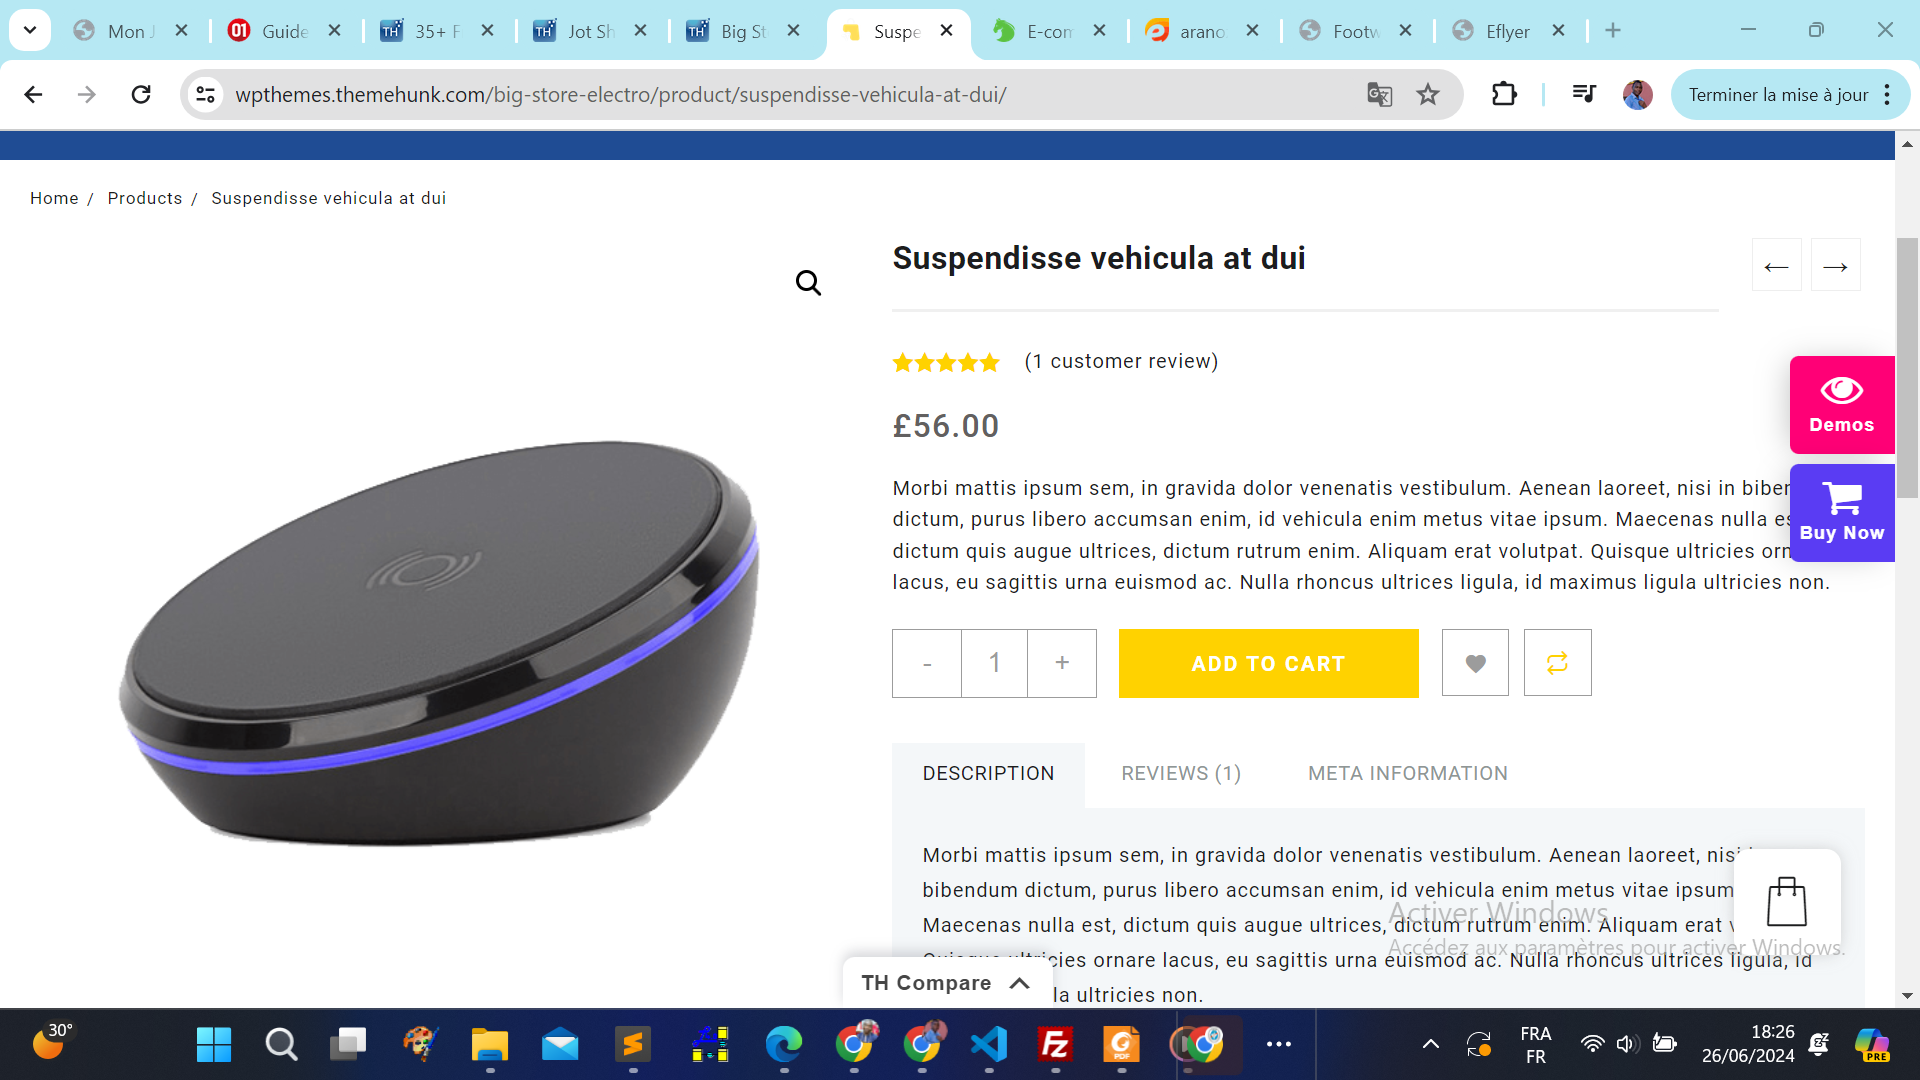 Mon J
Guide
35+ F
Jot Sh
Big St
Suspe
E-com
arano
Footw
Eflyer
wpthemes.themehunk.com/big-store-electro/product/suspendisse-vehicula-at-dui/
Terminer la mise à jour
Home / Products / Suspendisse vehicula at dui
Suspendisse vehicula at dui
(1 customer review)
£56.00
Demos
Buy Now
Morbi mattis ipsum sem, in gravida dolor venenatis vestibulum. Aenean laoreet, nisi in biben
dictum, purus libero accumsan enim, id vehicula enim metus vitae ipsum. Maecenas nulla es
dictum quis augue ultrices, dictum rutrum enim. Aliquam erat volutpat. Quisque ultricies orn
lacus, eu sagittis urna euismod ac. Nulla rhoncus ultrices ligula, id maximus ligula ultricies non.
- 1 +
ADD TO CART
DESCRIPTION
REVIEWS (1)
META INFORMATION
Morbi mattis ipsum sem, in gravida dolor venenatis vestibulum. Aenean laoreet, nisi
bibendum dictum, purus libero accumsan enim, id vehicula enim metus vitae ipsum
Maecenas nulla est, dictum quis augue ultrices, dictum rutrum enim. Aliquam erat v
Quisque ultricies ornare lacus, eu sagittis urna euismod ac. Nulla rhoncus ultrices ligula, id
la ultricies non.
Activer Windows
Accédez aux paramètres pour activer Windows.
TH Compare
30°
FRA
FR
18:26
26/06/2024